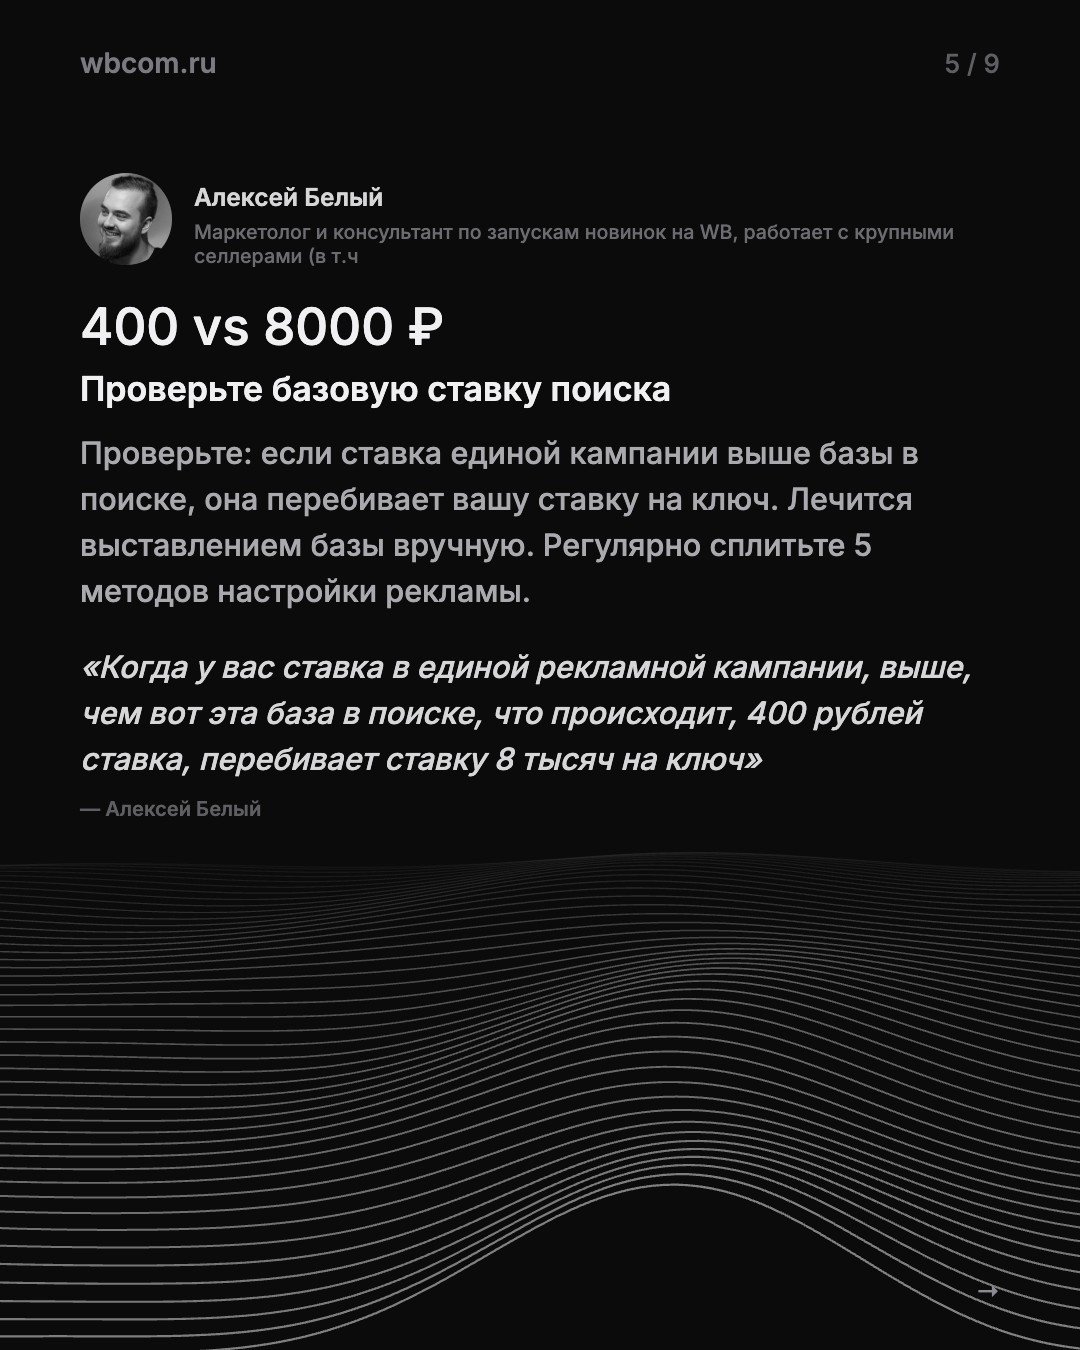 wbcom.ru
5 / 9
Алексей Белый
Маркетолог и консультант по запускам новинок на WB, работает с крупными
селлерами (в т.ч
400 vs 8000 ₽
Проверьте базовую ставку поиска
Проверьте: если ставка единой кампании выше базы в
поиске, она перебивает вашу ставку на ключ. Лечится
выставлением базы вручную. Регулярно сплитьте 5
методов настройки рекламы.
«Когда у вас ставка в единой рекламной кампании, выше,
чем вот эта база в поиске, что происходит, 400 рублей
ставка, перебивает ставку 8 тысяч на ключ»
— Алексей Белый
→